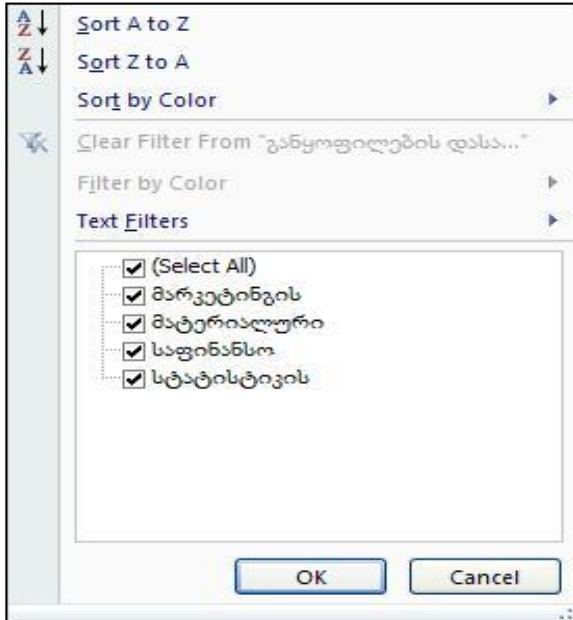 Sort A to Z
Sort Z to A
Sort by Color
Clear Filter From "განყოფილების დასა..."
Filter by Color
Text Filters
(Select All)
მარკეტინგის
მატერიალური
საფინანსო
სტატისტიკის
OK Cancel